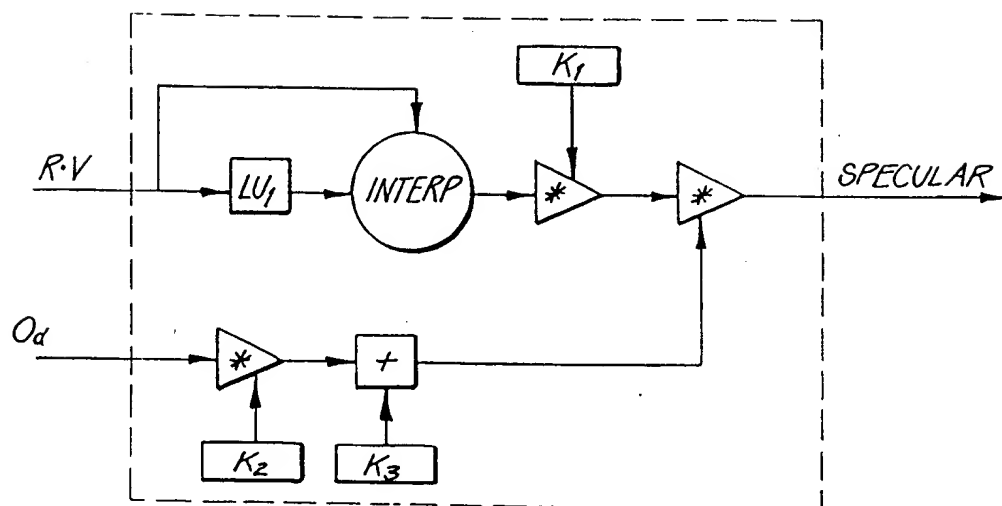 K₁
R·V
LU₁
INTERP
*
*
SPECULAR
Od
*
+
K₂
K₃